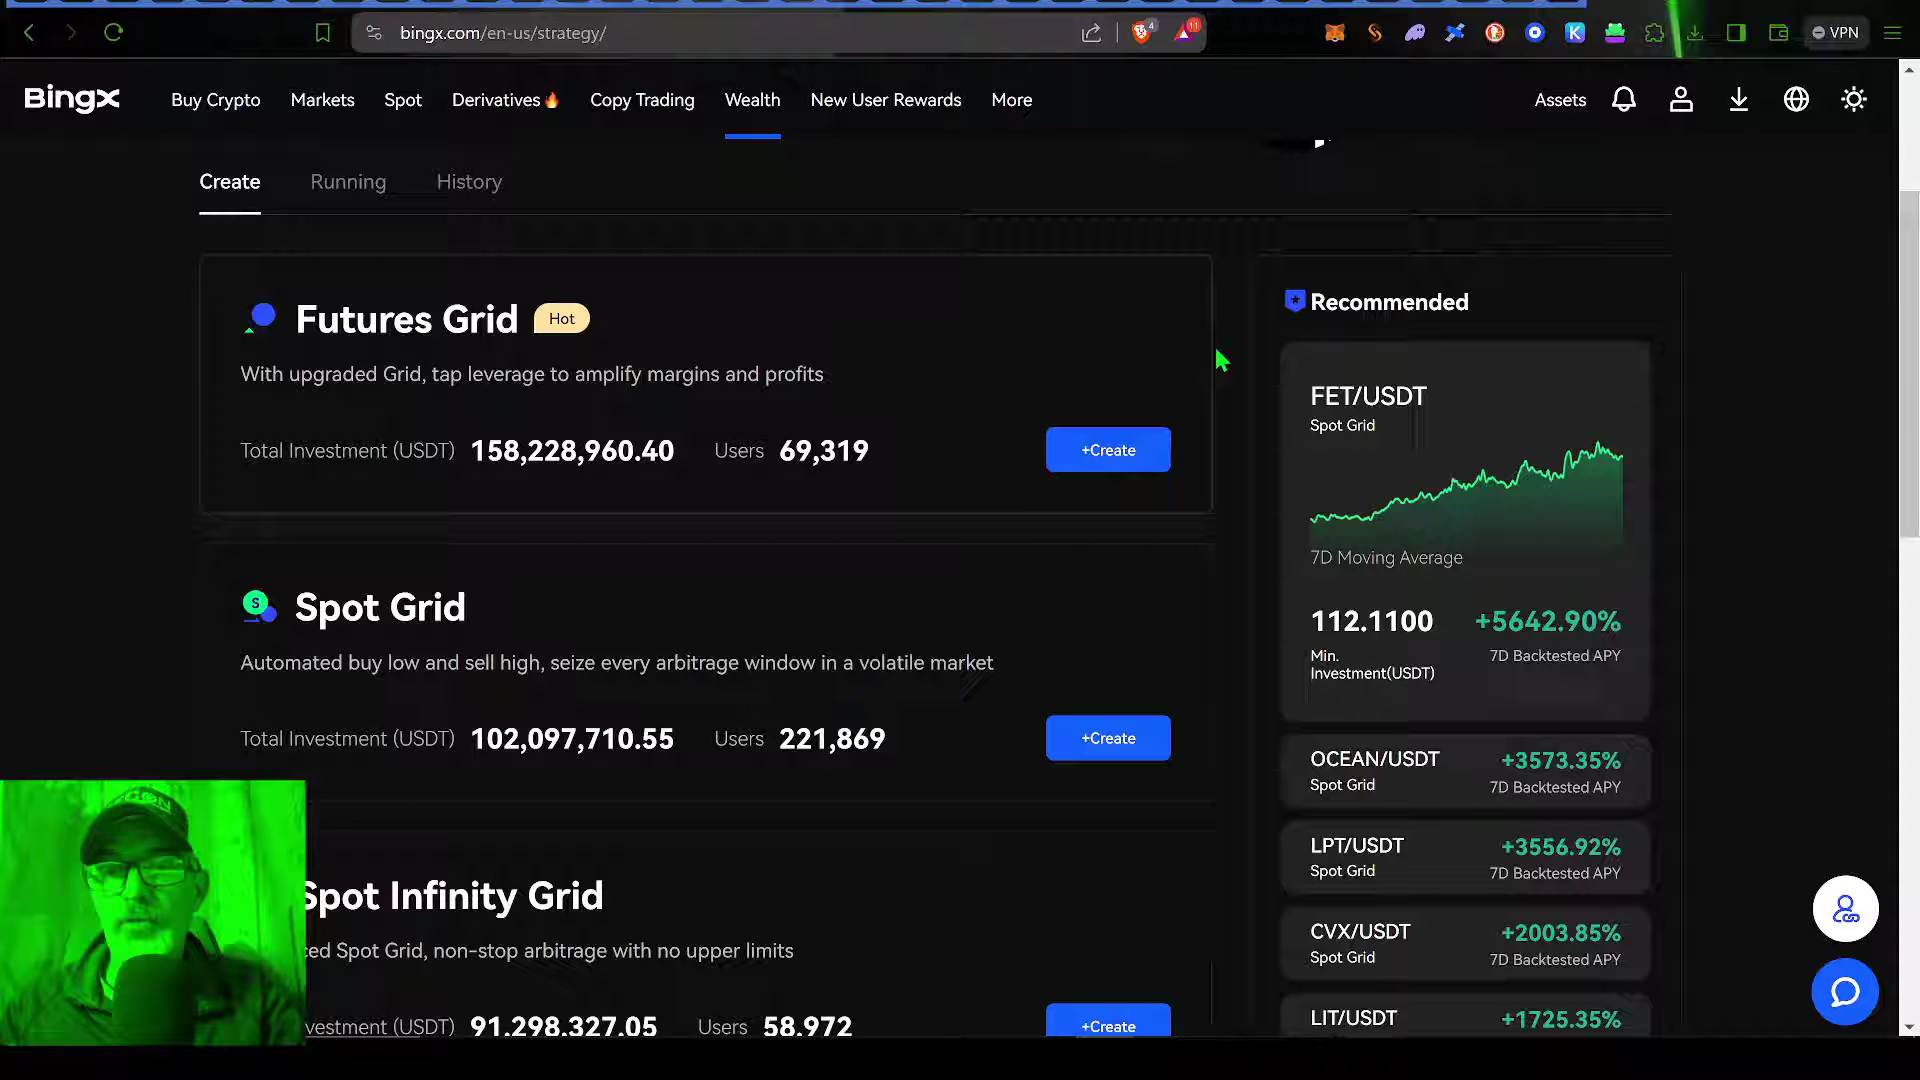 bingx.com/en-us/strategy/
4
11
K
VPN
BingX
Buy Crypto
Markets
Spot
Derivatives
Copy Trading
Wealth
New User Rewards
More
Assets
Create
Running
History
Futures Grid
Hot
With upgraded Grid, tap leverage to amplify margins and profits
Total Investment (USDT) 158,228,960.40 Users 69,319
+Create
S
Spot Grid
Automated buy low and sell high, seize every arbitrage window in a volatile market
Total Investment (USDT) 102,097,710.55 Users 221,869
+Create
Spot Infinity Grid
ced Spot Grid, non-stop arbitrage with no upper limits
vestment (USDT) 91,298,327.05 Users 58,972
+Create
Recommended
FET/USDT
Spot Grid
7D Moving Average
112.1100 +5642.90%
Min. 7D Backtested APY
Investment(USDT)
OCEAN/USDT +3573.35%
Spot Grid 7D Backtested APY
LPT/USDT +3556.92%
Spot Grid 7D Backtested APY
CVX/USDT +2003.85%
Spot Grid 7D Backtested APY
LIT/USDT +1725.35%